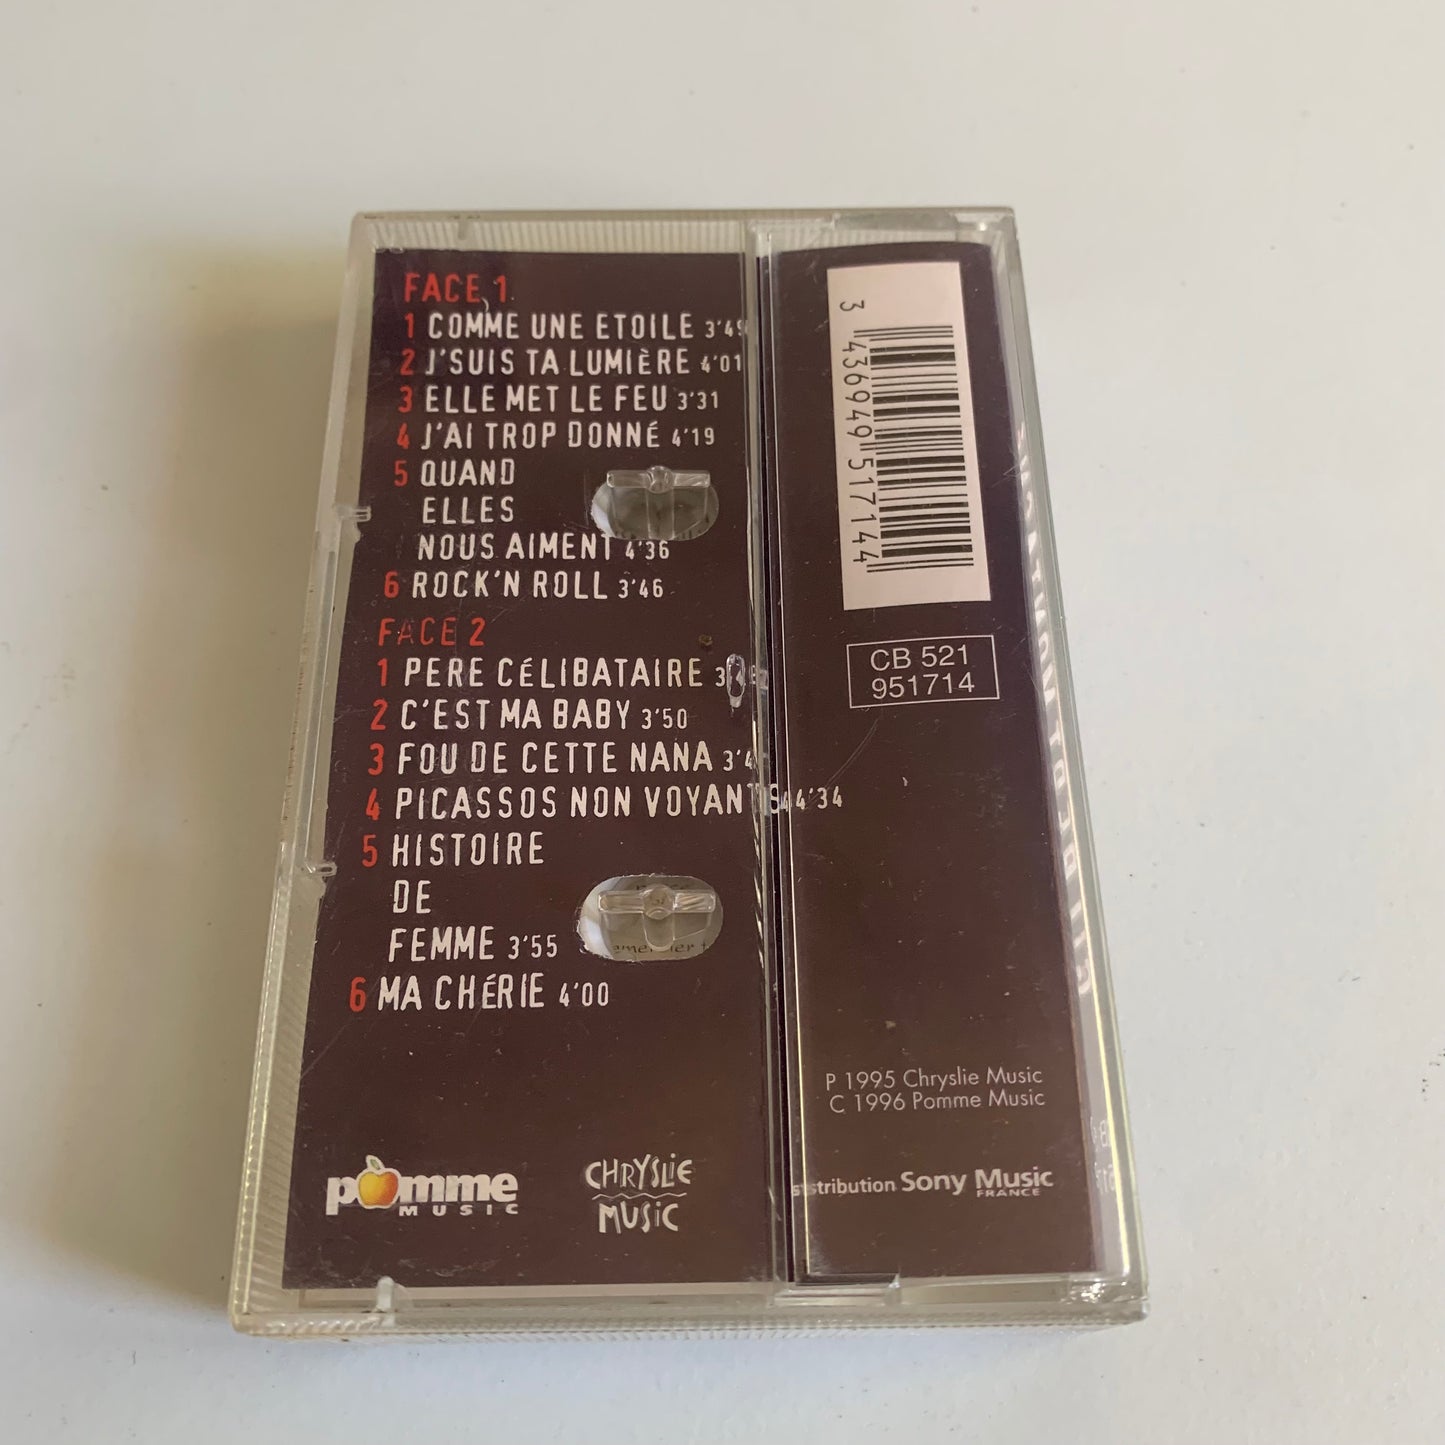 FACE 1
1 COMME UNE ETOILE 3'49
2 J'SUIS TA LUMIÈRE 4'01
3 ELLE MET LE FEU 3'31
4 J'AI TROP DONNÉ 4'19
5 QUAND
ELLES
NOUS AIMENT 4'36
6 ROCK'N ROLL 3'46
FACE 2
1 PERE CÉLIBATAIRE
2 C'EST MA BABY 3'50
3 FOU DE CETTE NANA
4 PICASSOS NON VOYANTS 4'34
5 HISTOIRE
DE
FEMME 3'55
6 MA CHÉRIE 4'00
pomme
MUSIC
CHRYSLIE
MUSIC
3 436949 517144
CB 521
951714
P 1995 Chryslie Music
C 1996 Pomme Music
Distribution Sony Music
FRANCE